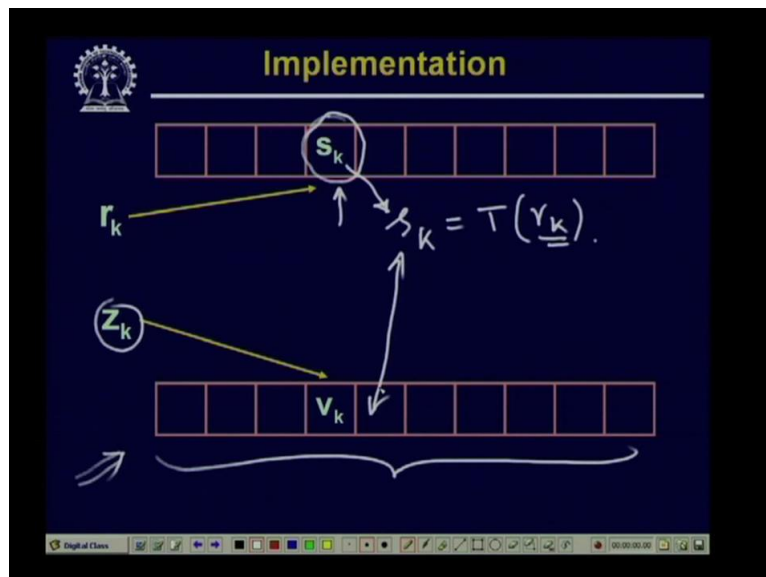 Implementation
s_k
r_k
s_k = T(r_k).
z_k
v_k
Digital Class
00:00:00.00